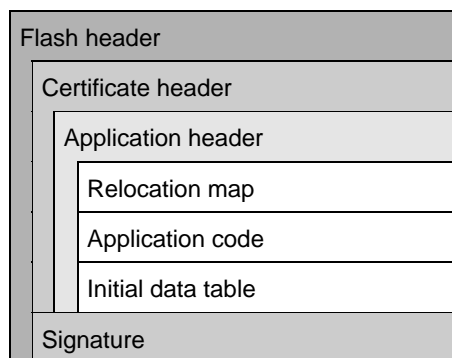 Flash header
Certificate header
Application header
Relocation map
Application code
Initial data table
Signature